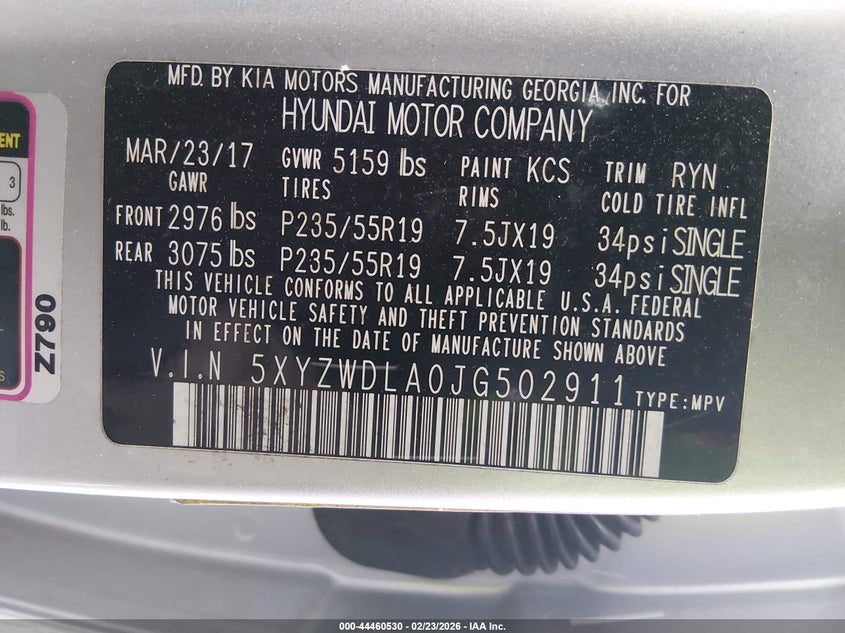 MFD. BY KIA MOTORS MANUFACTURING GEORGIA, INC. FOR
HYUNDAI MOTOR COMPANY
MAR/23/17 GVWR 5159 lbs PAINT KCS TRIM RYN
GAWR TIRES RIMS COLD TIRE INFL
FRONT 2976 lbs P235/55R19 7.5JX19 34psi SINGLE
REAR 3075 lbs P235/55R19 7.5JX19 34psi SINGLE
THIS VEHICLE CONFORMS TO ALL APPLICABLE U.S.A. FEDERAL
MOTOR VEHICLE SAFETY AND THEFT PREVENTION STANDARDS
IN EFFECT ON THE DATE OF MANUFACTURE SHOWN ABOVE
V.I.N 5XYZWDLA0JG502911 TYPE:MPV
3
lbs.
lb.
Z790
000-44460530 - 02/23/2026 - IAA Inc.